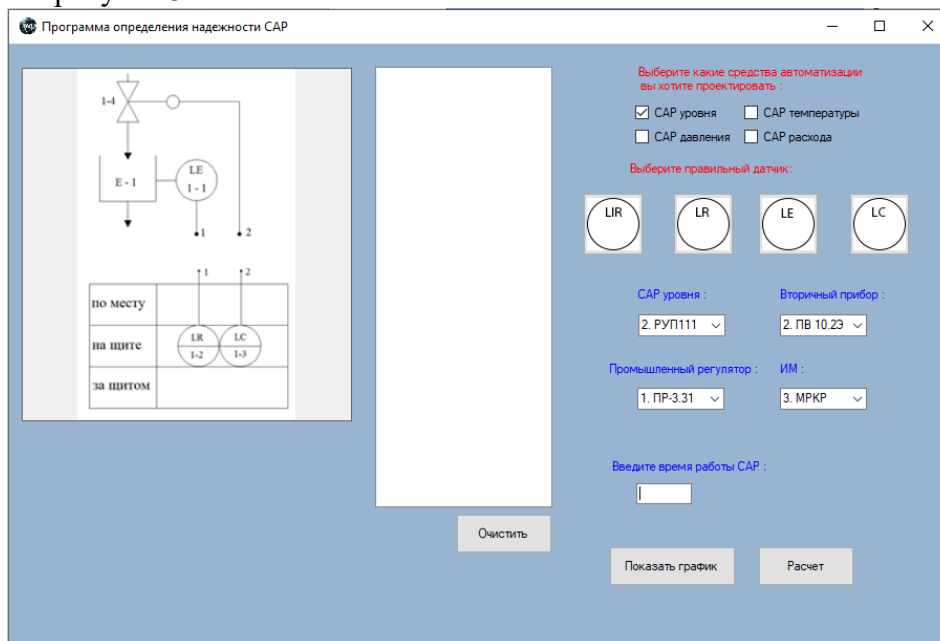 Программа определения надежности САР
1-4
E - 1
LE
1 - 1
1
2
1
2
по месту
на щите
LR
1-2
LC
1-3
за щитом
Очистить
Выберите какие средства автоматизации
вы хотите проектировать :
САР уровня
САР температуры
САР давления
САР расхода
Выберите правильный датчик:
LIR
LR
LE
LC
САР уровня :
Вторичный прибор :
2. РУП111
2. ПВ 10.2Э
Промышленный регулятор :
ИМ :
1. ПР-3.31
3. МРКР
Введите время работы САР :
Показать график
Расчет